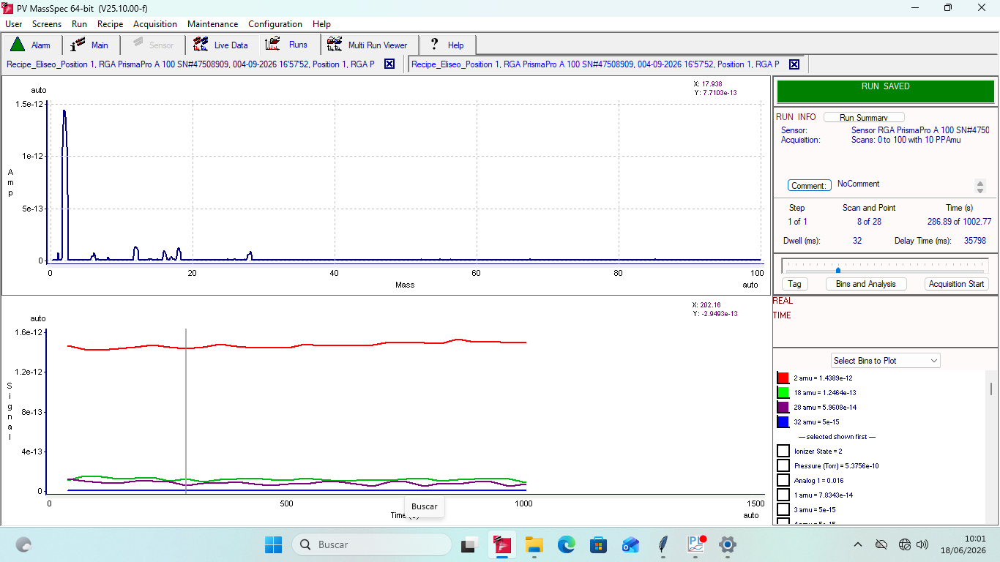 PV MassSpec 64-bit  (V25.10.00-f)
User Screens Run Recipe Acquisition Maintenance Configuration Help
Alarm Main Sensor Live Data Runs Multi Run Viewer ? Help
Recipe_Eliseo_Position 1, RGA PrismaPro A 100 SN#47508909, 004-09-2026 16'57'52, Position 1, RGA P
Recipe_Eliseo_Position 1, RGA PrismaPro A 100 SN#47508909, 004-09-2026 16'57'52, Position 1, RGA P
auto
X: 17.938
Y: 7.7103e-13
1.5e-12
1e-12
5e-13
0
Amp
0 20 40 60 80 100
Mass
auto
auto
X: 202.16
Y: -2.9493e-13
1.6e-12
1.2e-12
8e-13
4e-13
0
Signal
0 500 1000 1500
Time (s)
auto
Buscar
RUN SAVED
RUN INFO Run Summary
Sensor: Sensor RGA PrismaPro A 100 SN#4750
Acquisition: Scans: 0 to 100 with 10 PPAmu
Comment: NoComment
Step Scan and Point Time (s)
1 of 1 8 of 28 286.89 of 1002.77
Dwell (ms): 32 Delay Time (ms): 35798
Tag Bins and Analysis Acquisition Start
REAL
TIME
Select Bins to Plot
2 amu = 1.4389e-12
18 amu = 1.2464e-13
28 amu = 5.9608e-14
32 amu = 5e-15
--- selected shown first ---
Ionizer State = 2
Pressure (Torr) = 5.3756e-10
Analog 1 = 0.016
1 amu = 7.8343e-14
3 amu = 5e-15
4 amu = 5e-15
Buscar
10:01
18/06/2026